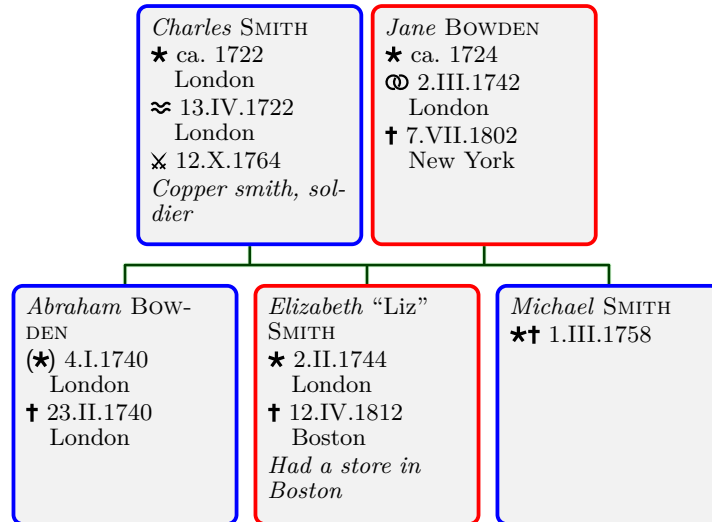 Charles SMITH
* ca. 1722
London
≈ 13.IV.1722
London
⚔ 12.X.1764
Copper smith, sol-
dier
Jane BOWDEN
* ca. 1724
⚭ 2.III.1742
London
† 7.VII.1802
New York
Abraham BOW-
DEN
(*) 4.I.1740
London
† 23.II.1740
London
Elizabeth “Liz”
SMITH
* 2.II.1744
London
† 12.IV.1812
Boston
Had a store in
Boston
Michael SMITH
*† 1.III.1758